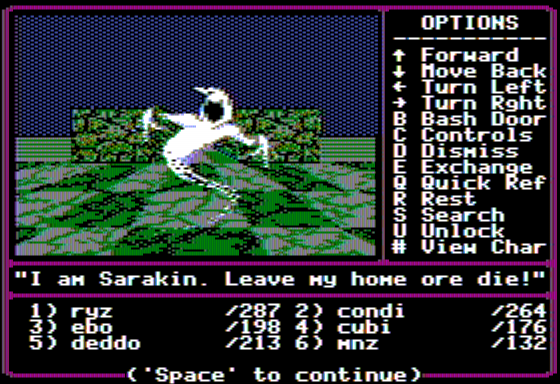 OPTIONS
------------
↑ Forward
↓ Move Back
← Turn Left
→ Turn Rght
B Bash Door
C Controls
D Dismiss
E Exchange
Q Quick Ref
R Rest
S Search
U Unlock
# View Char
"I am Sarakin. Leave my home ore die!"
1) ryz /287 2) condi /264
3) ebo /198 4) cubi /176
5) deddo /213 6) mnz /132
('Space' to continue)